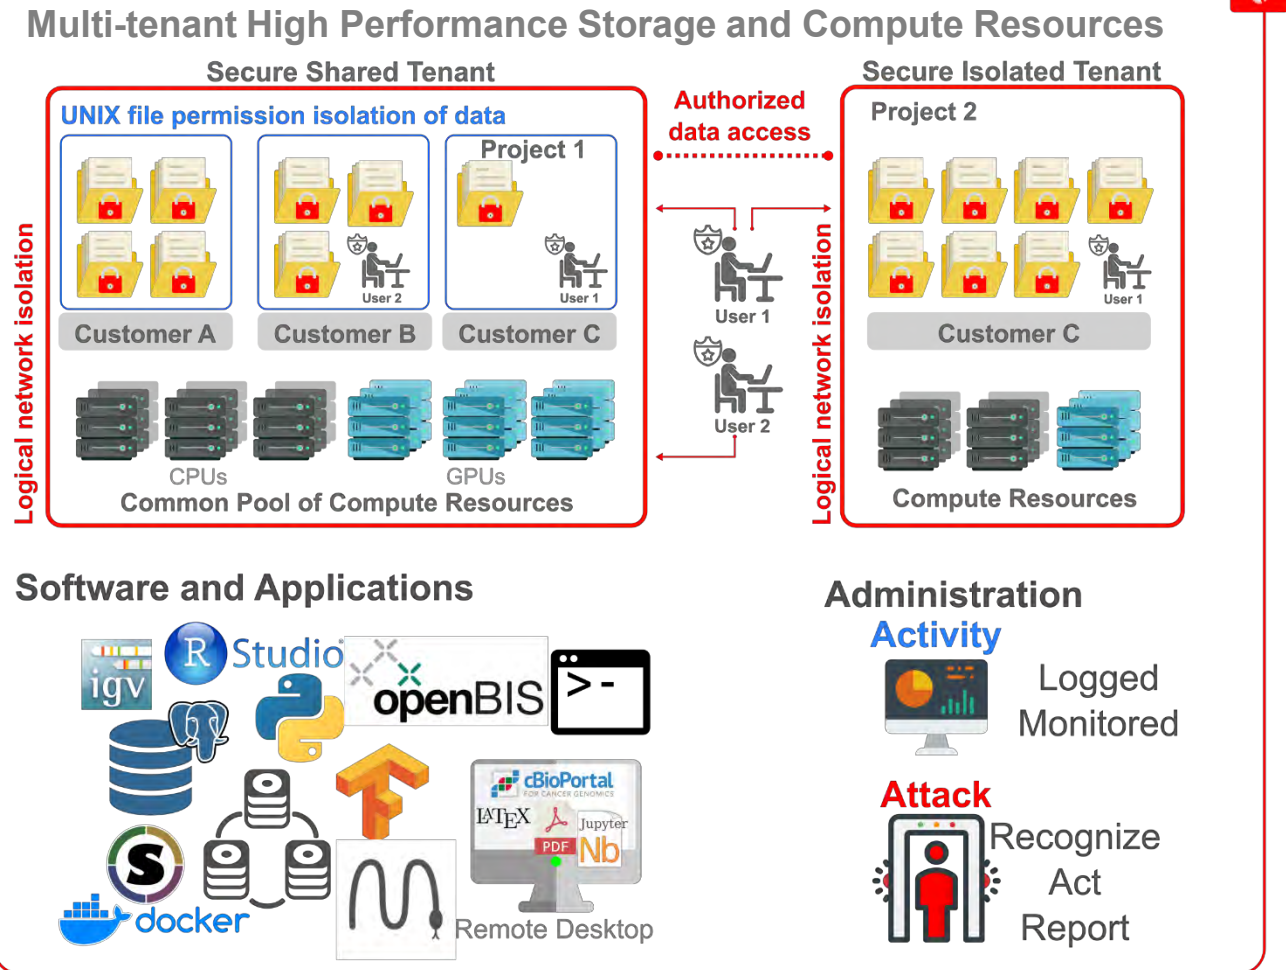 Multi-tenant High Performance Storage and Compute Resources
Secure Shared Tenant
UNIX file permission isolation of data
Project 1
User 2
User 1
Customer A
Customer B
Customer C
CPUs
GPUs
Common Pool of Compute Resources
Logical network isolation
Authorized
data access
User 1
User 2
Secure Isolated Tenant
Project 2
User 1
Customer C
Compute Resources
Logical network isolation
Software and Applications
igv
R Studio
openBIS
>-
S
docker
cBioPortal
FOR CANCER GENOMICS
LATEX
PDF
Jupyter
Nb
Remote Desktop
Administration
Activity
Logged
Monitored
Attack
Recognize
Act
Report